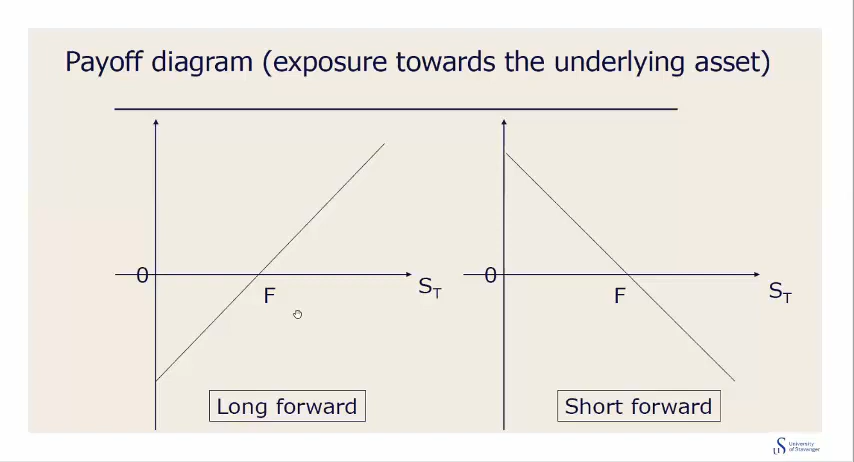 Payoff diagram (exposure towards the underlying asset)
0
F
S_T
Long forward
0
F
S_T
Short forward
University
of Stavanger